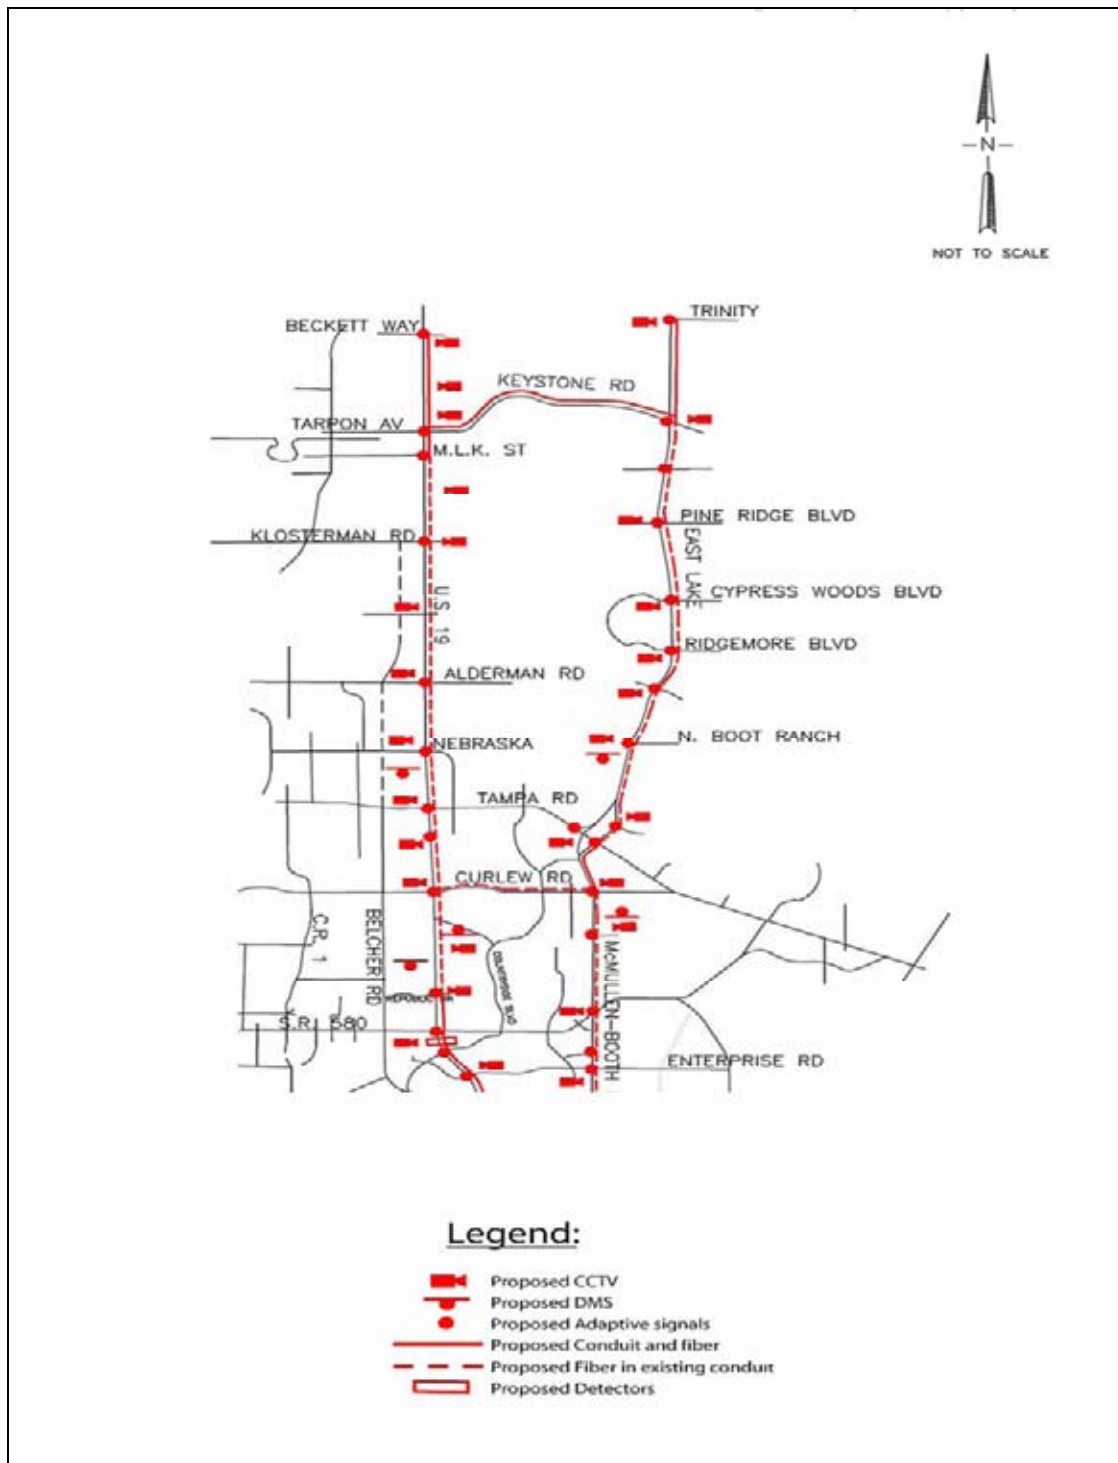 —N—
NOT TO SCALE
TRINITY
BECKETT WAY
KEYSTONE RD
TARPON AV
M.L.K. ST
PINE RIDGE BLVD
KLOSTERMAN RD
EAST LAKE
U.S. 19
CYPRESS WOODS BLVD
RIDGEMORE BLVD
ALDERMAN RD
N. BOOT RANCH
NEBRASKA
TAMPA RD
CURLEW RD
C.R. 1
BELCHER RD
McMULLEN-BOOTH
S.R. 580
ENTERPRISE RD
Legend:
Proposed CCTV
Proposed DMS
Proposed Adaptive signals
Proposed Conduit and fiber
Proposed Fiber in existing conduit
Proposed Detectors